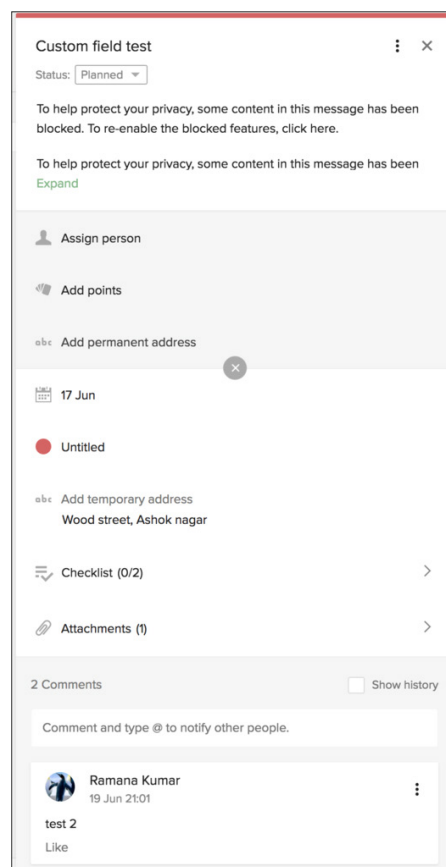 Custom field test
Status: Planned
To help protect your privacy, some content in this message has been
blocked. To re-enable the blocked features, click here.
To help protect your privacy, some content in this message has been
Expand
Assign person
Add points
abc Add permanent address
17 Jun
Untitled
abc Add temporary address
Wood street, Ashok nagar
Checklist (0/2)
Attachments (1)
2 Comments Show history
Comment and type @ to notify other people.
Ramana Kumar
19 Jun 21:01
test 2
Like